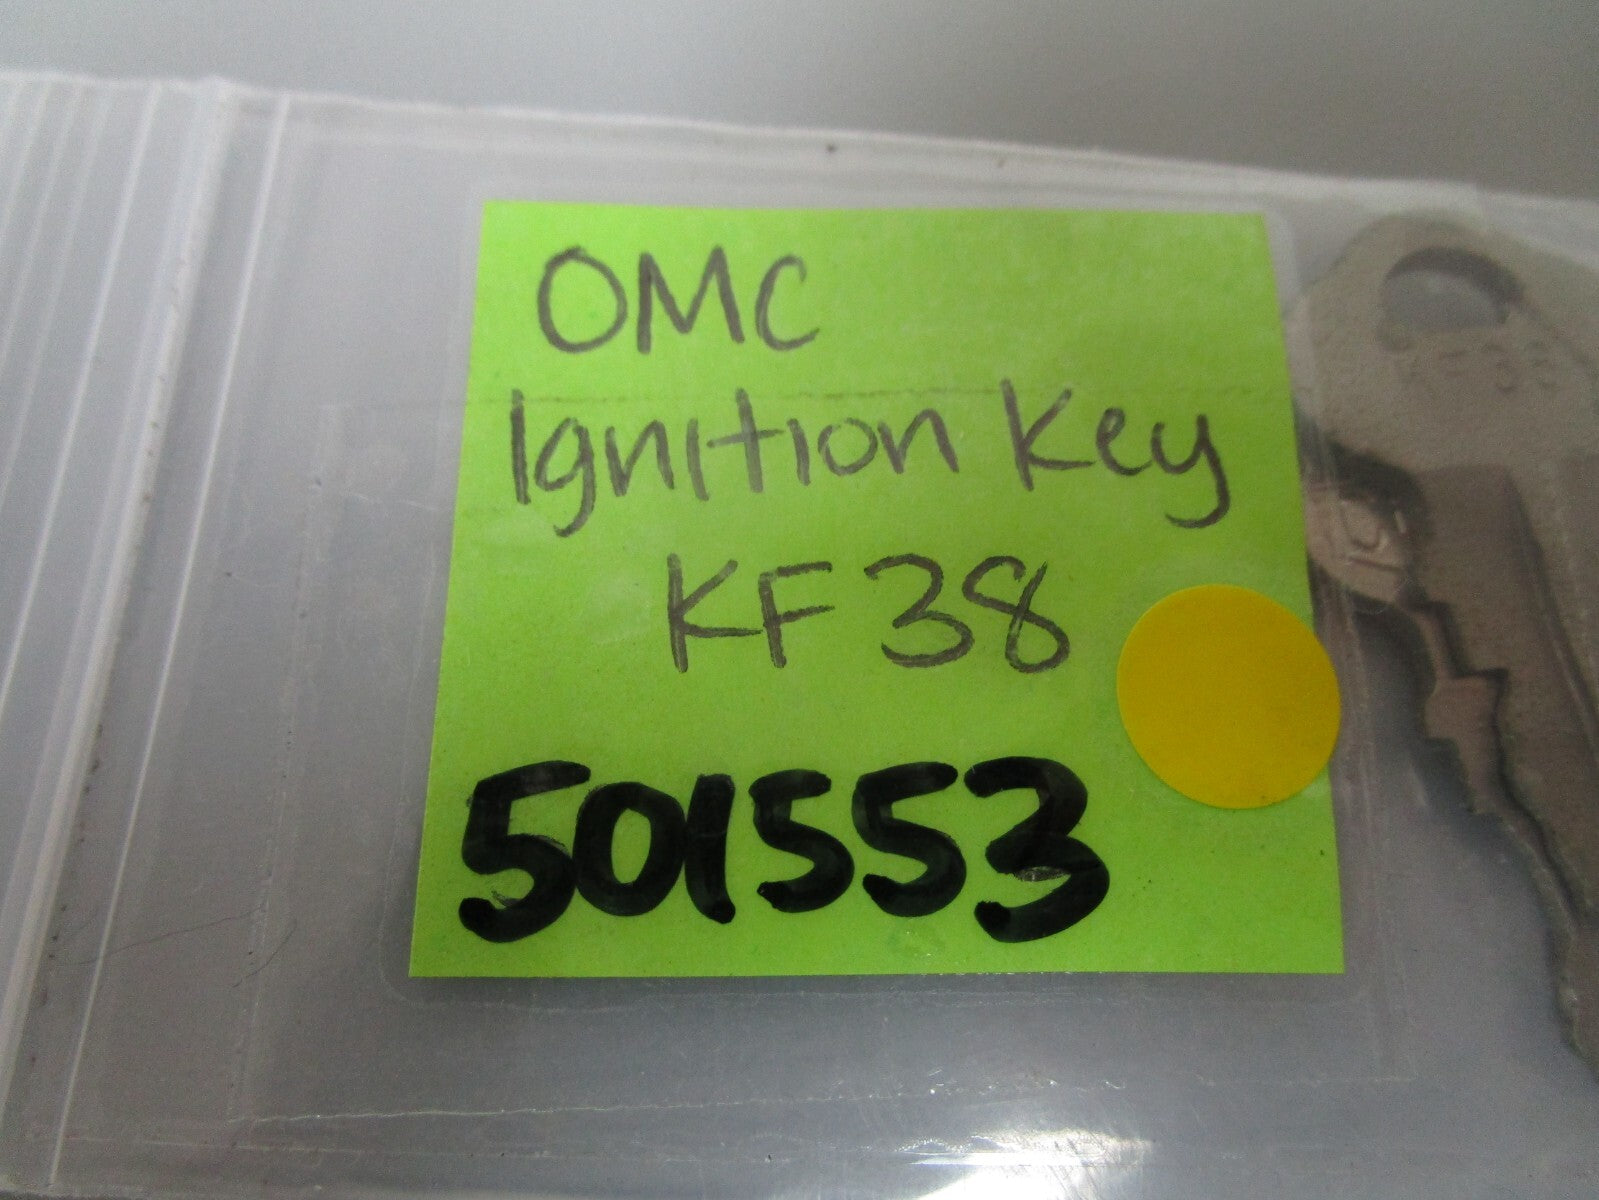 OMC
Ignition Key
KF38
501553